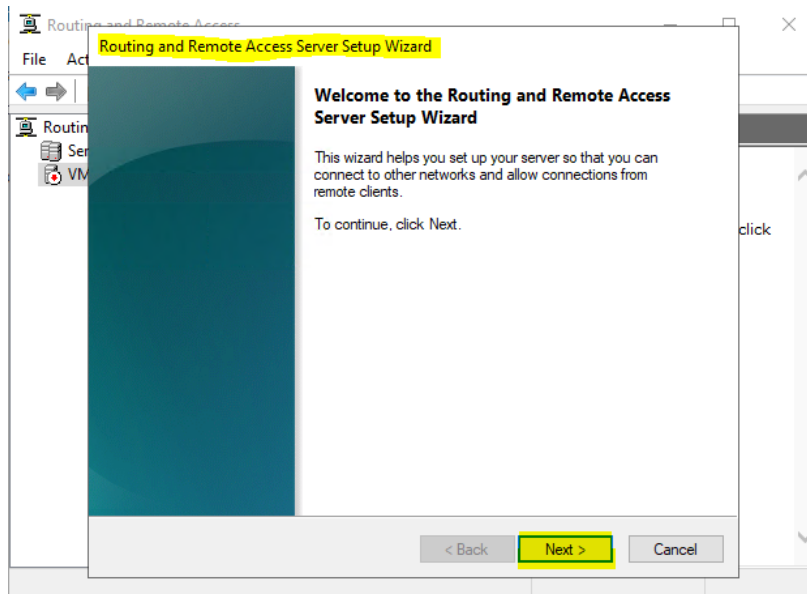 Routing and Remote Access
Routing and Remote Access Server Setup Wizard
File Act
Welcome to the Routing and Remote Access
Server Setup Wizard
Routin
Ser
VM
This wizard helps you set up your server so that you can
connect to other networks and allow connections from
remote clients.
To continue, click Next.
click
< Back
Next >
Cancel